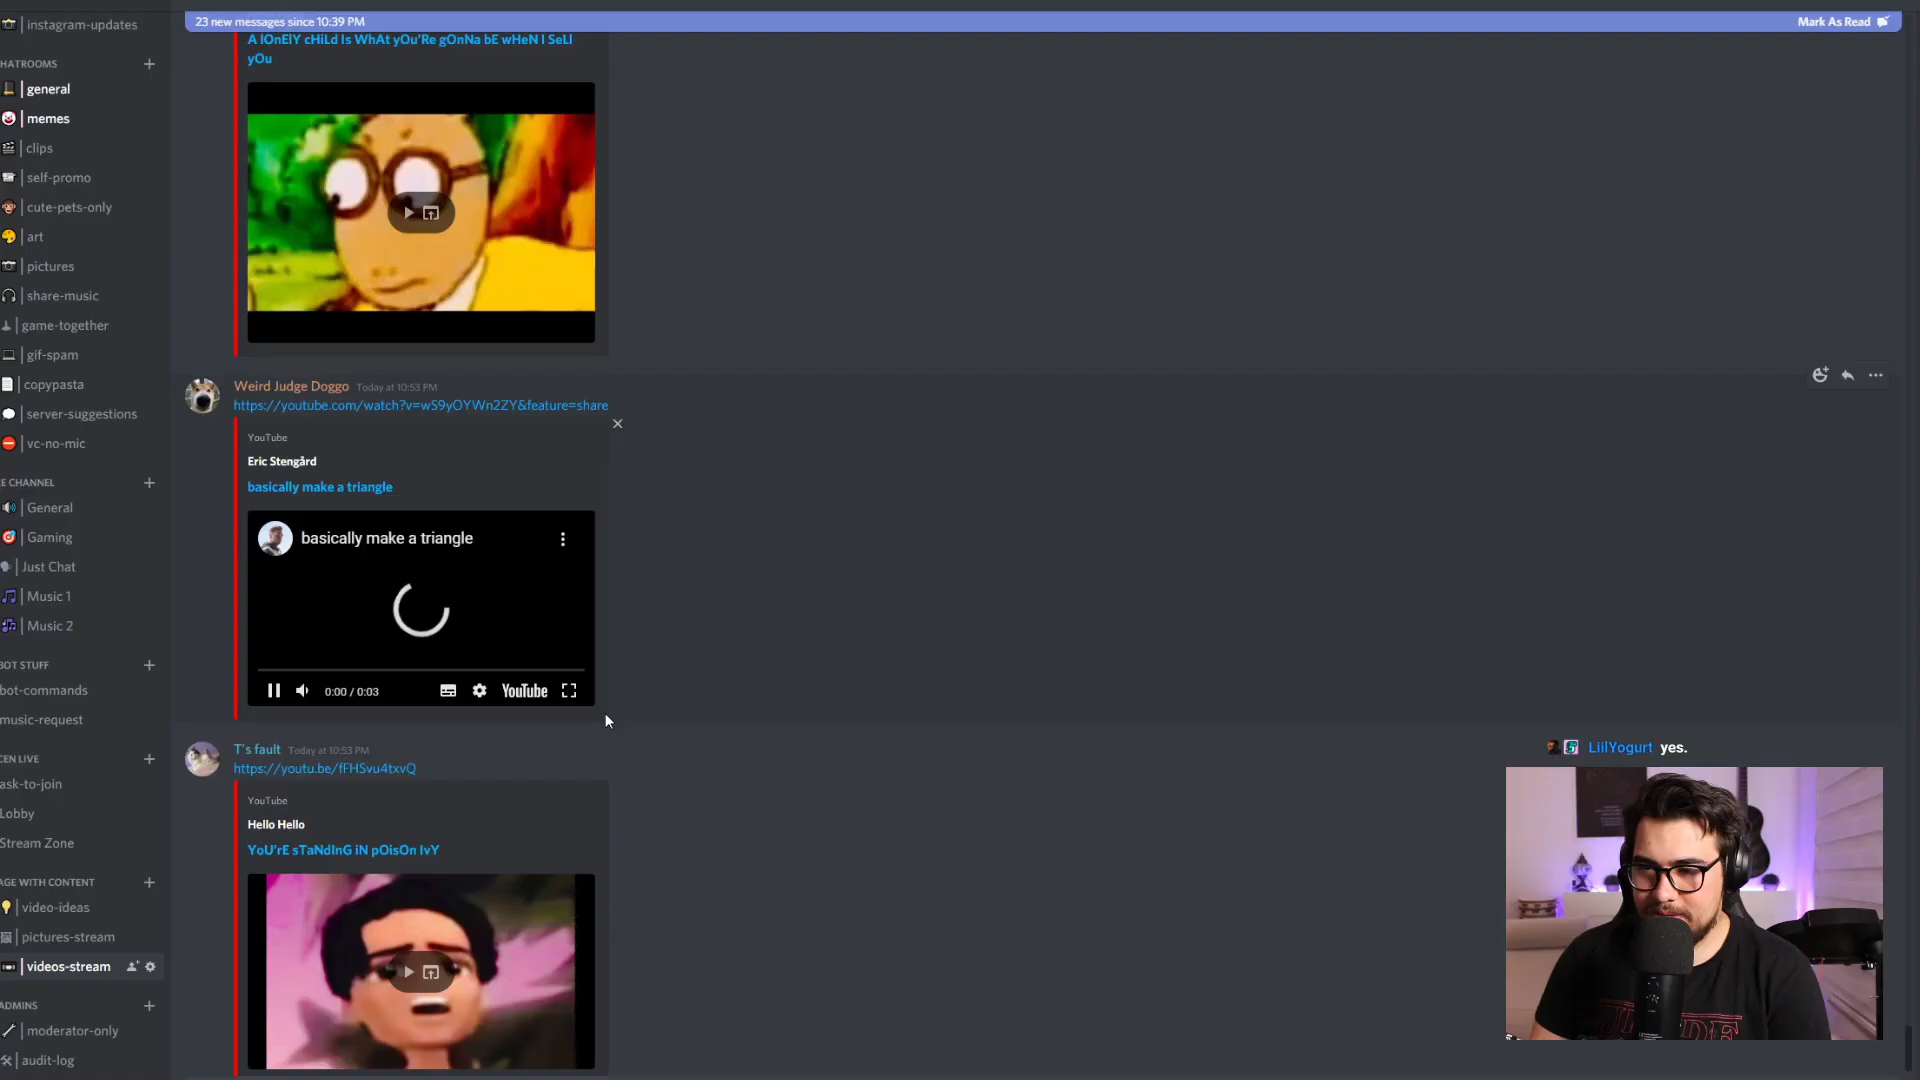 instagram-updates
HATROOMS
general
memes
clips
self-promo
cute-pets-only
art
pictures
share-music
game-together
gif-spam
copypasta
server-suggestions
vc-no-mic
E CHANNEL
General
Gaming
Just Chat
Music 1
Music 2
BOT STUFF
bot-commands
music-request
CEN LIVE
ask-to-join
Lobby
Stream Zone
AGE WITH CONTENT
video-ideas
pictures-stream
videos-stream
ADMINS
moderator-only
audit-log
23 new messages since 10:39 PM
Mark As Read
A lOnElY cHiLd Is WhAt yOu'Re gOnNa bE wHeN I SeLl
yOu
Weird Judge Doggo Today at 10:53 PM
https://youtube.com/watch?v=wS9yOYWn2ZY&feature=share
YouTube
Eric Stengård
basically make a triangle
basically make a triangle
0:00 / 0:03
YouTube
T's fault Today at 10:53 PM
https://youtu.be/fFHSvu4txvQ
YouTube
Hello Hello
YoU'rE sTaNdInG iN pOisOn IvY
LiilYogurt yes.